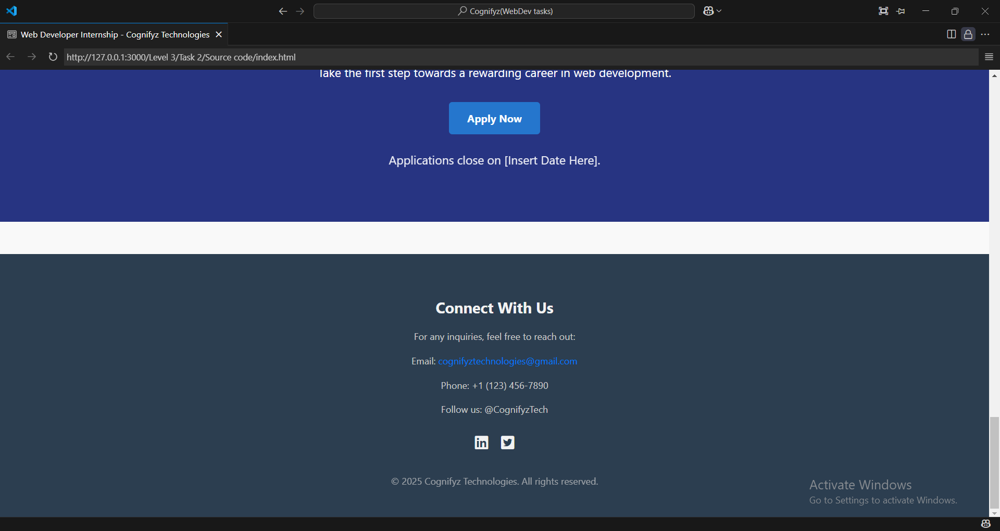 Cognifyz(WebDev tasks)
Web Developer Internship - Cognifyz Technologies
http://127.0.0.1:3000/Level 3/Task 2/Source code/index.html
Take the first step towards a rewarding career in web development.
Apply Now
Applications close on [Insert Date Here].
Connect With Us
For any inquiries, feel free to reach out:
Email: cognifyztechnologies@gmail.com
Phone: +1 (123) 456-7890
Follow us: @CognifyzTech
in
© 2025 Cognifyz Technologies. All rights reserved.
Activate Windows
Go to Settings to activate Windows.